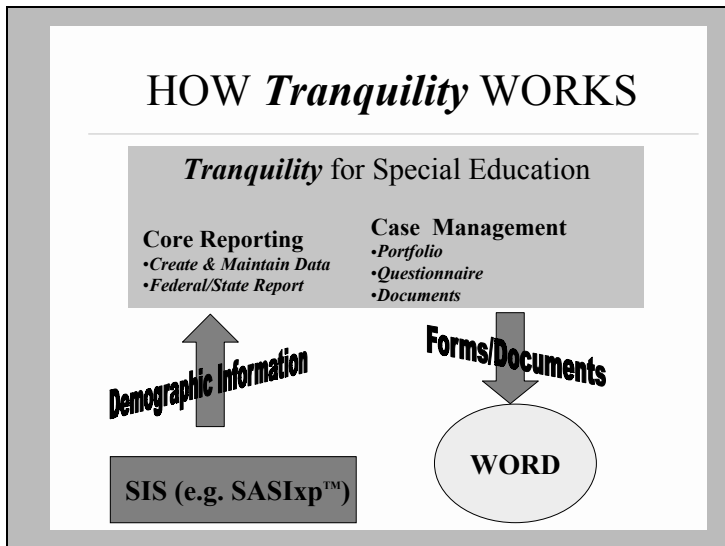 HOW Tranquility WORKS
Tranquility for Special Education
Core Reporting
•Create & Maintain Data
•Federal/State Report
Case Management
•Portfolio
•Questionnaire
•Documents
Demographic Information
Forms/Documents
SIS (e.g. SASIxp™)
WORD